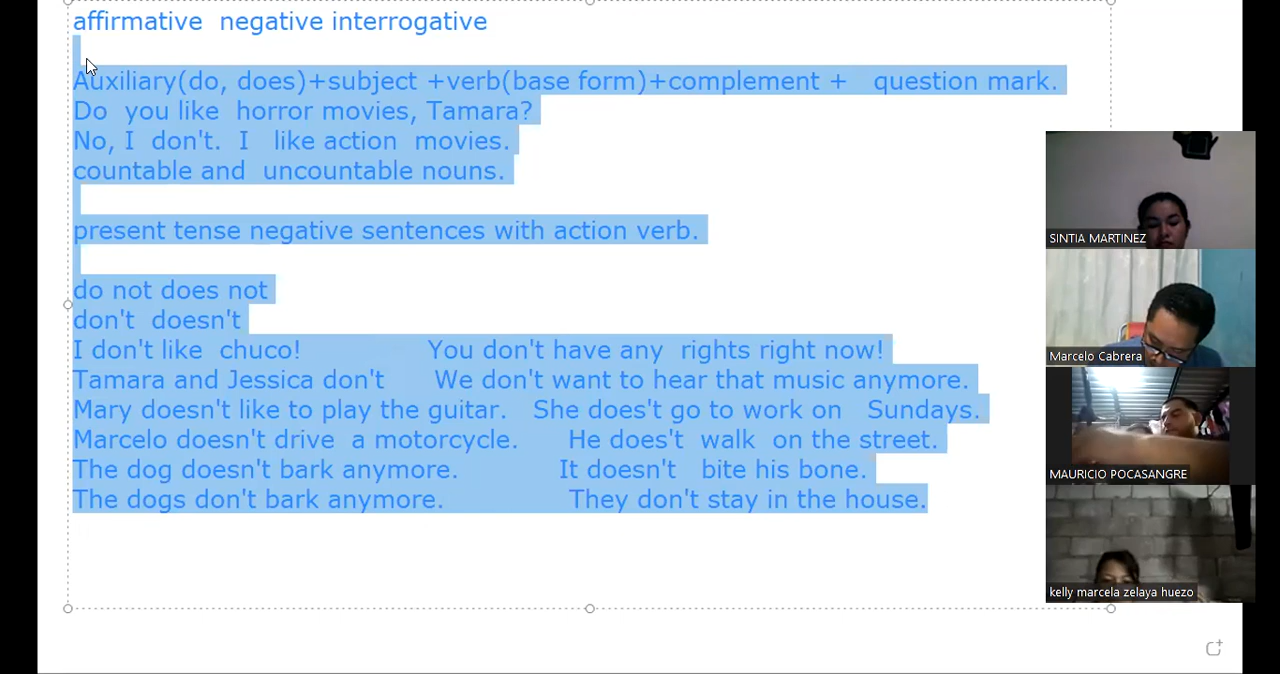 affirmative  negative interrogative
Auxiliary(do, does)+subject +verb(base form)+complement +   question mark.
Do  you like  horror movies, Tamara?
No, I  don't.  I   like action  movies.
countable and  uncountable nouns.
present tense negative sentences with action verb.
do not does not
don't  doesn't
I don't like  chuco!               You don't have any  rights right now!
Tamara and Jessica don't      We don't want to hear that music anymore.
Mary doesn't like to play the guitar.   She does't go to work on   Sundays.
Marcelo doesn't drive  a motorcycle.      He does't  walk  on the street.
The dog doesn't bark anymore.            It doesn't   bite his bone.
The dogs don't bark anymore.               They don't stay in the house.
SINTIA MARTINEZ
Marcelo Cabrera
MAURICIO POCASANGRE
kelly marcela zelaya huezo